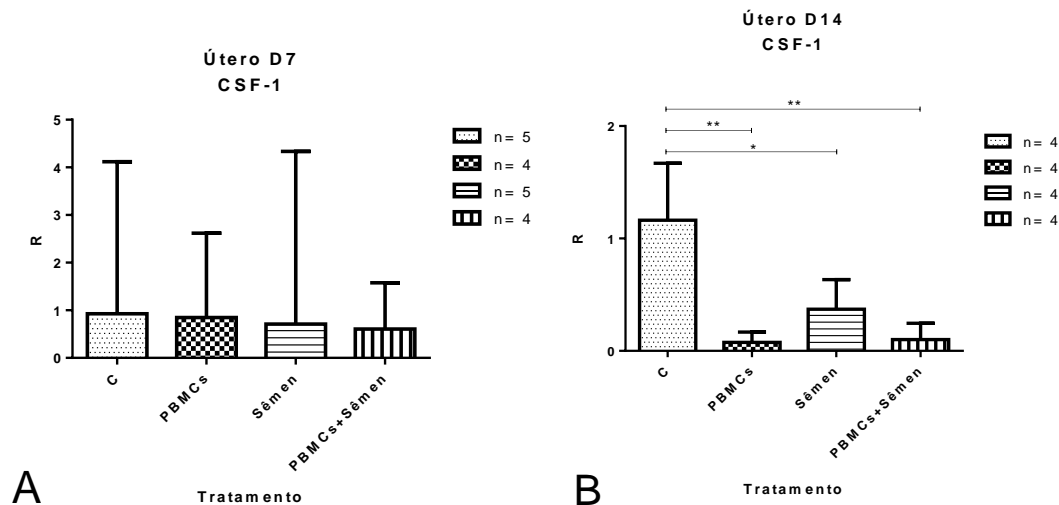 Útero D7
CSF-1
5
4
3
2
1
0
R
C
PBMCs
Sêmen
PBMCs+Sêmen
Tratamento
n= 5
n= 4
n= 5
n= 4
A
Útero D14
CSF-1
**
**
*
2
1
0
R
C
PBMCs
Sêmen
PBMCs+Sêmen
Tratamento
n= 4
n= 4
n= 4
n= 4
B